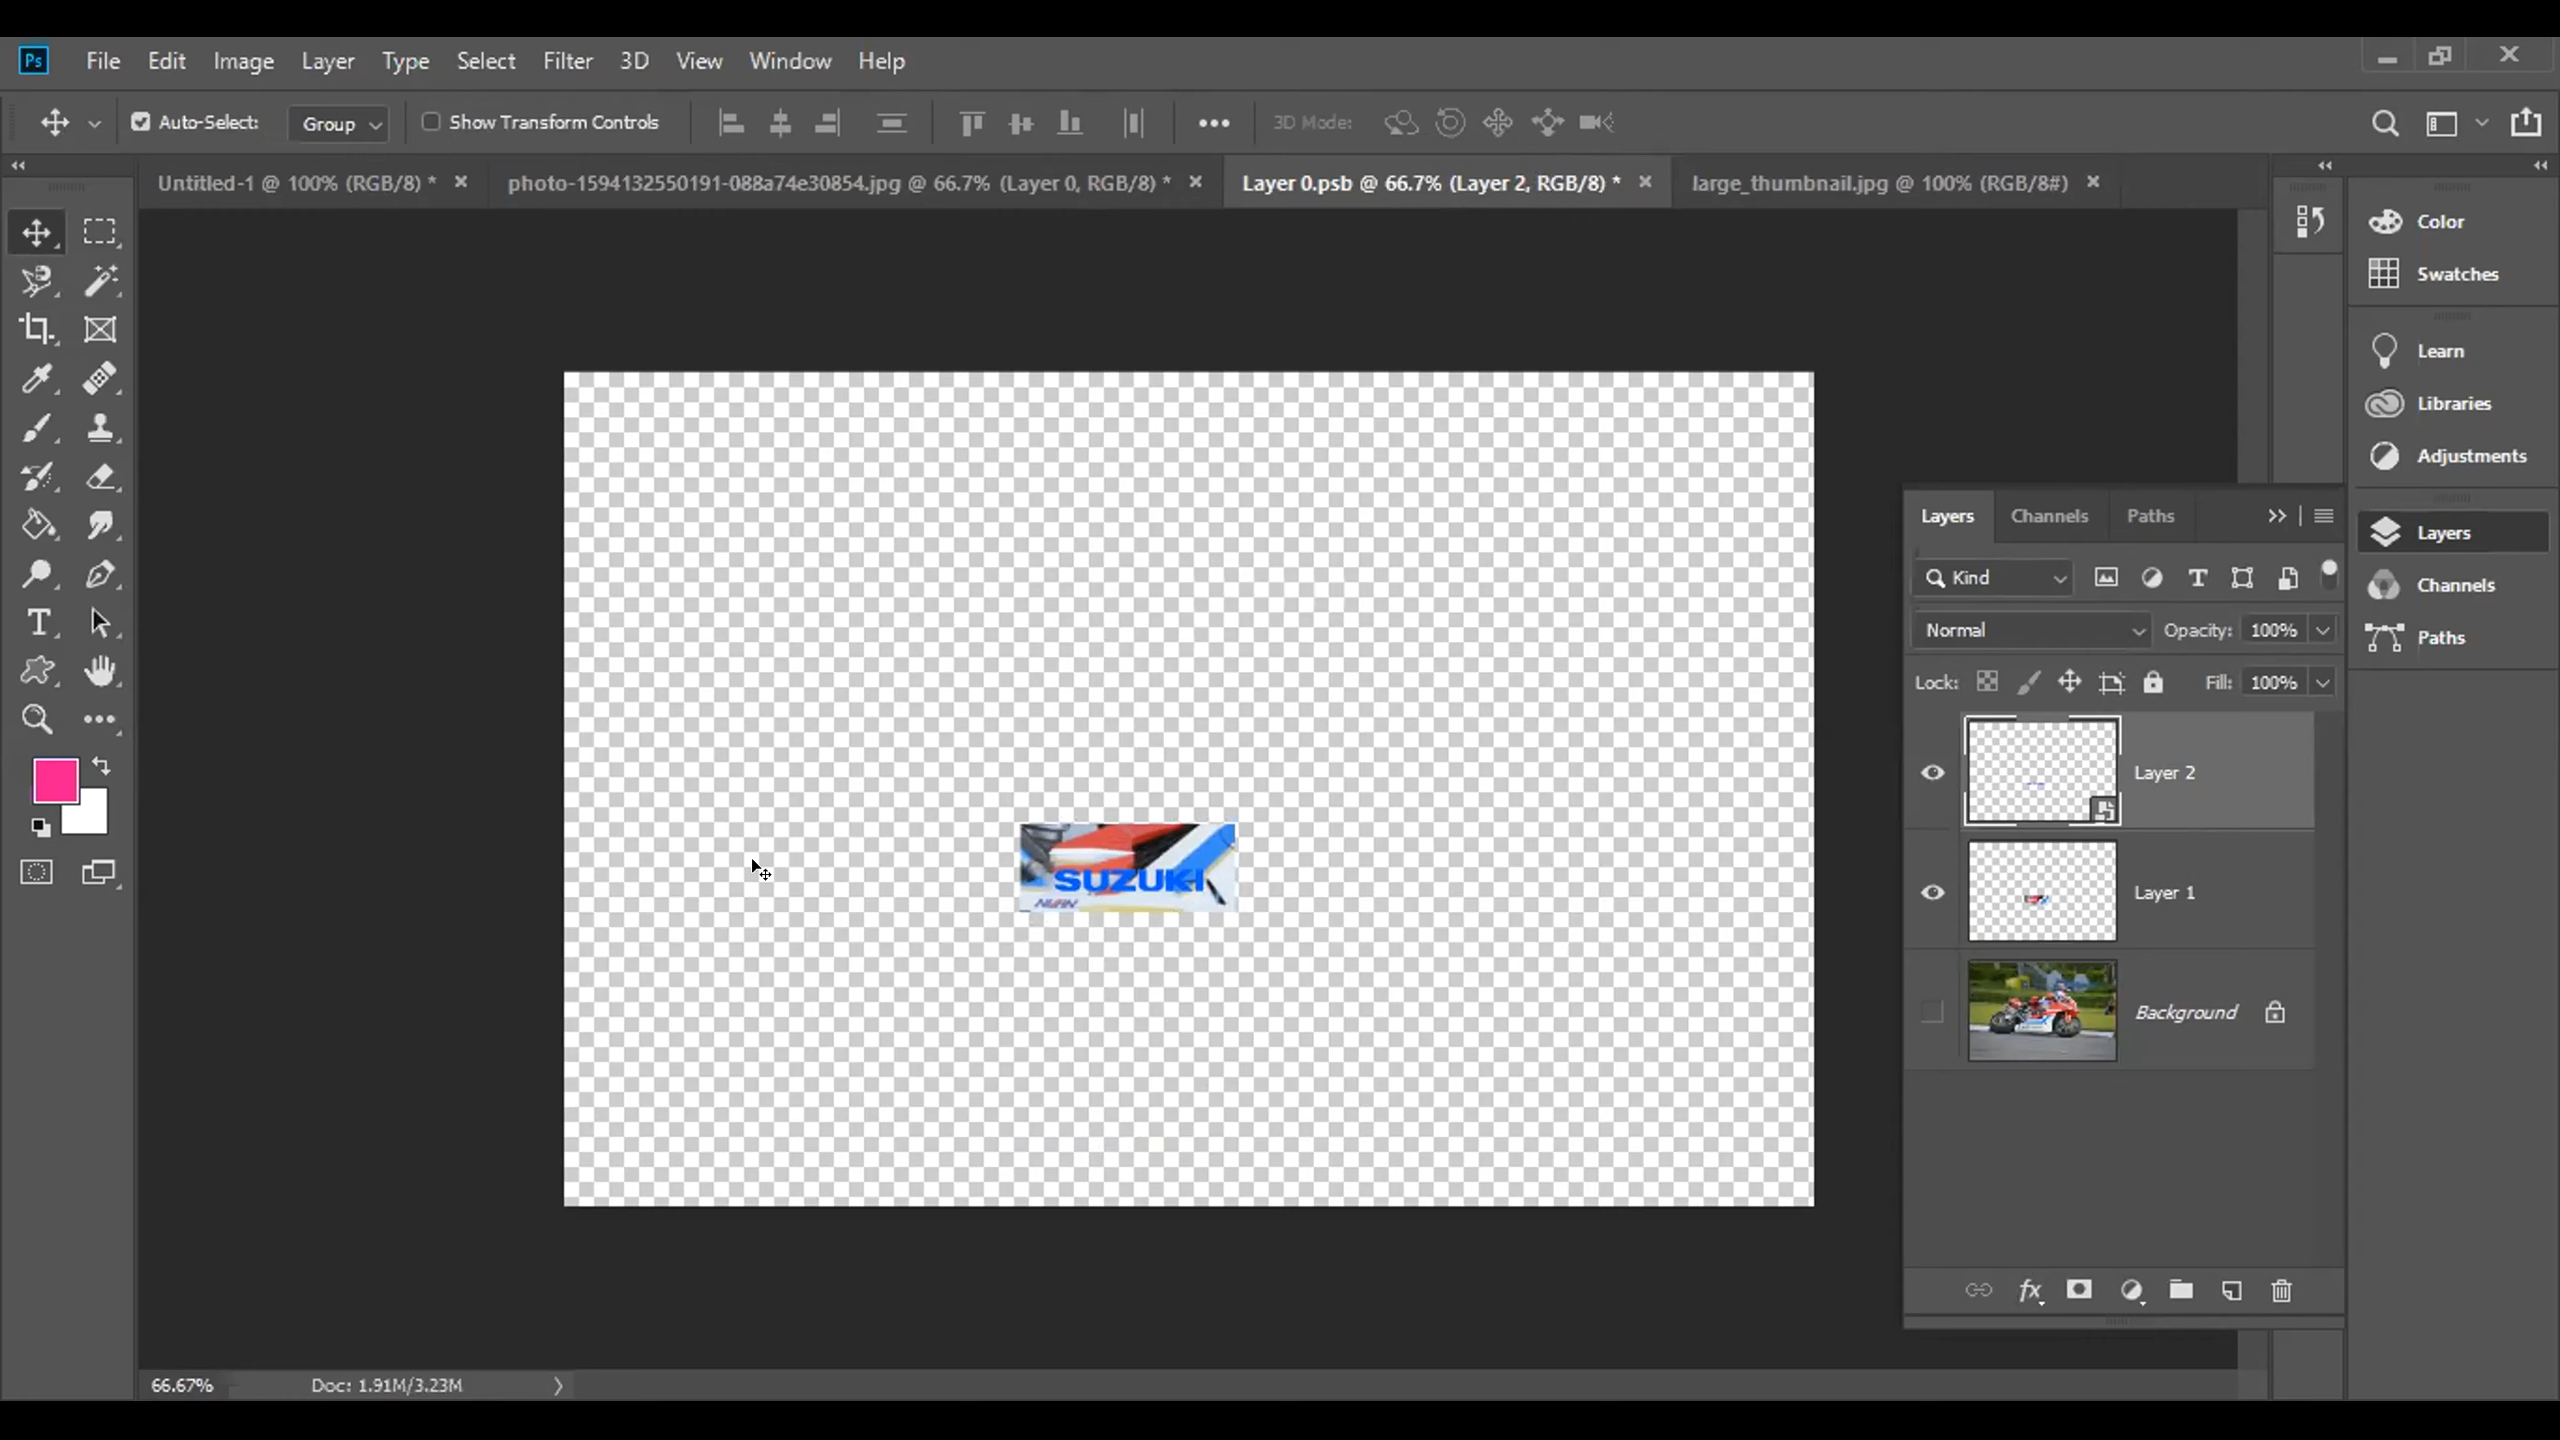 Ps File Edit Image Layer Type Select Filter 3D View Window Help
Auto-Select: Group Show Transform Controls 3D Mode:
Untitled-1 @ 100% (RGB/8) * photo-1594132550191-088a74e30854.jpg @ 66.7% (Layer 0, RGB/8) * Layer 0.psb @ 66.7% (Layer 2, RGB/8) * large_thumbnail.jpg @ 100% (RGB/8#)
Color
Swatches
Learn
Libraries
Adjustments
Layers
Channels
Paths
Layers Channels Paths
Kind
Normal Opacity: 100%
Lock: Fill: 100%
Layer 2
Layer 1
Background
SUZUKI
66.67% Doc: 1.91M/3.23M